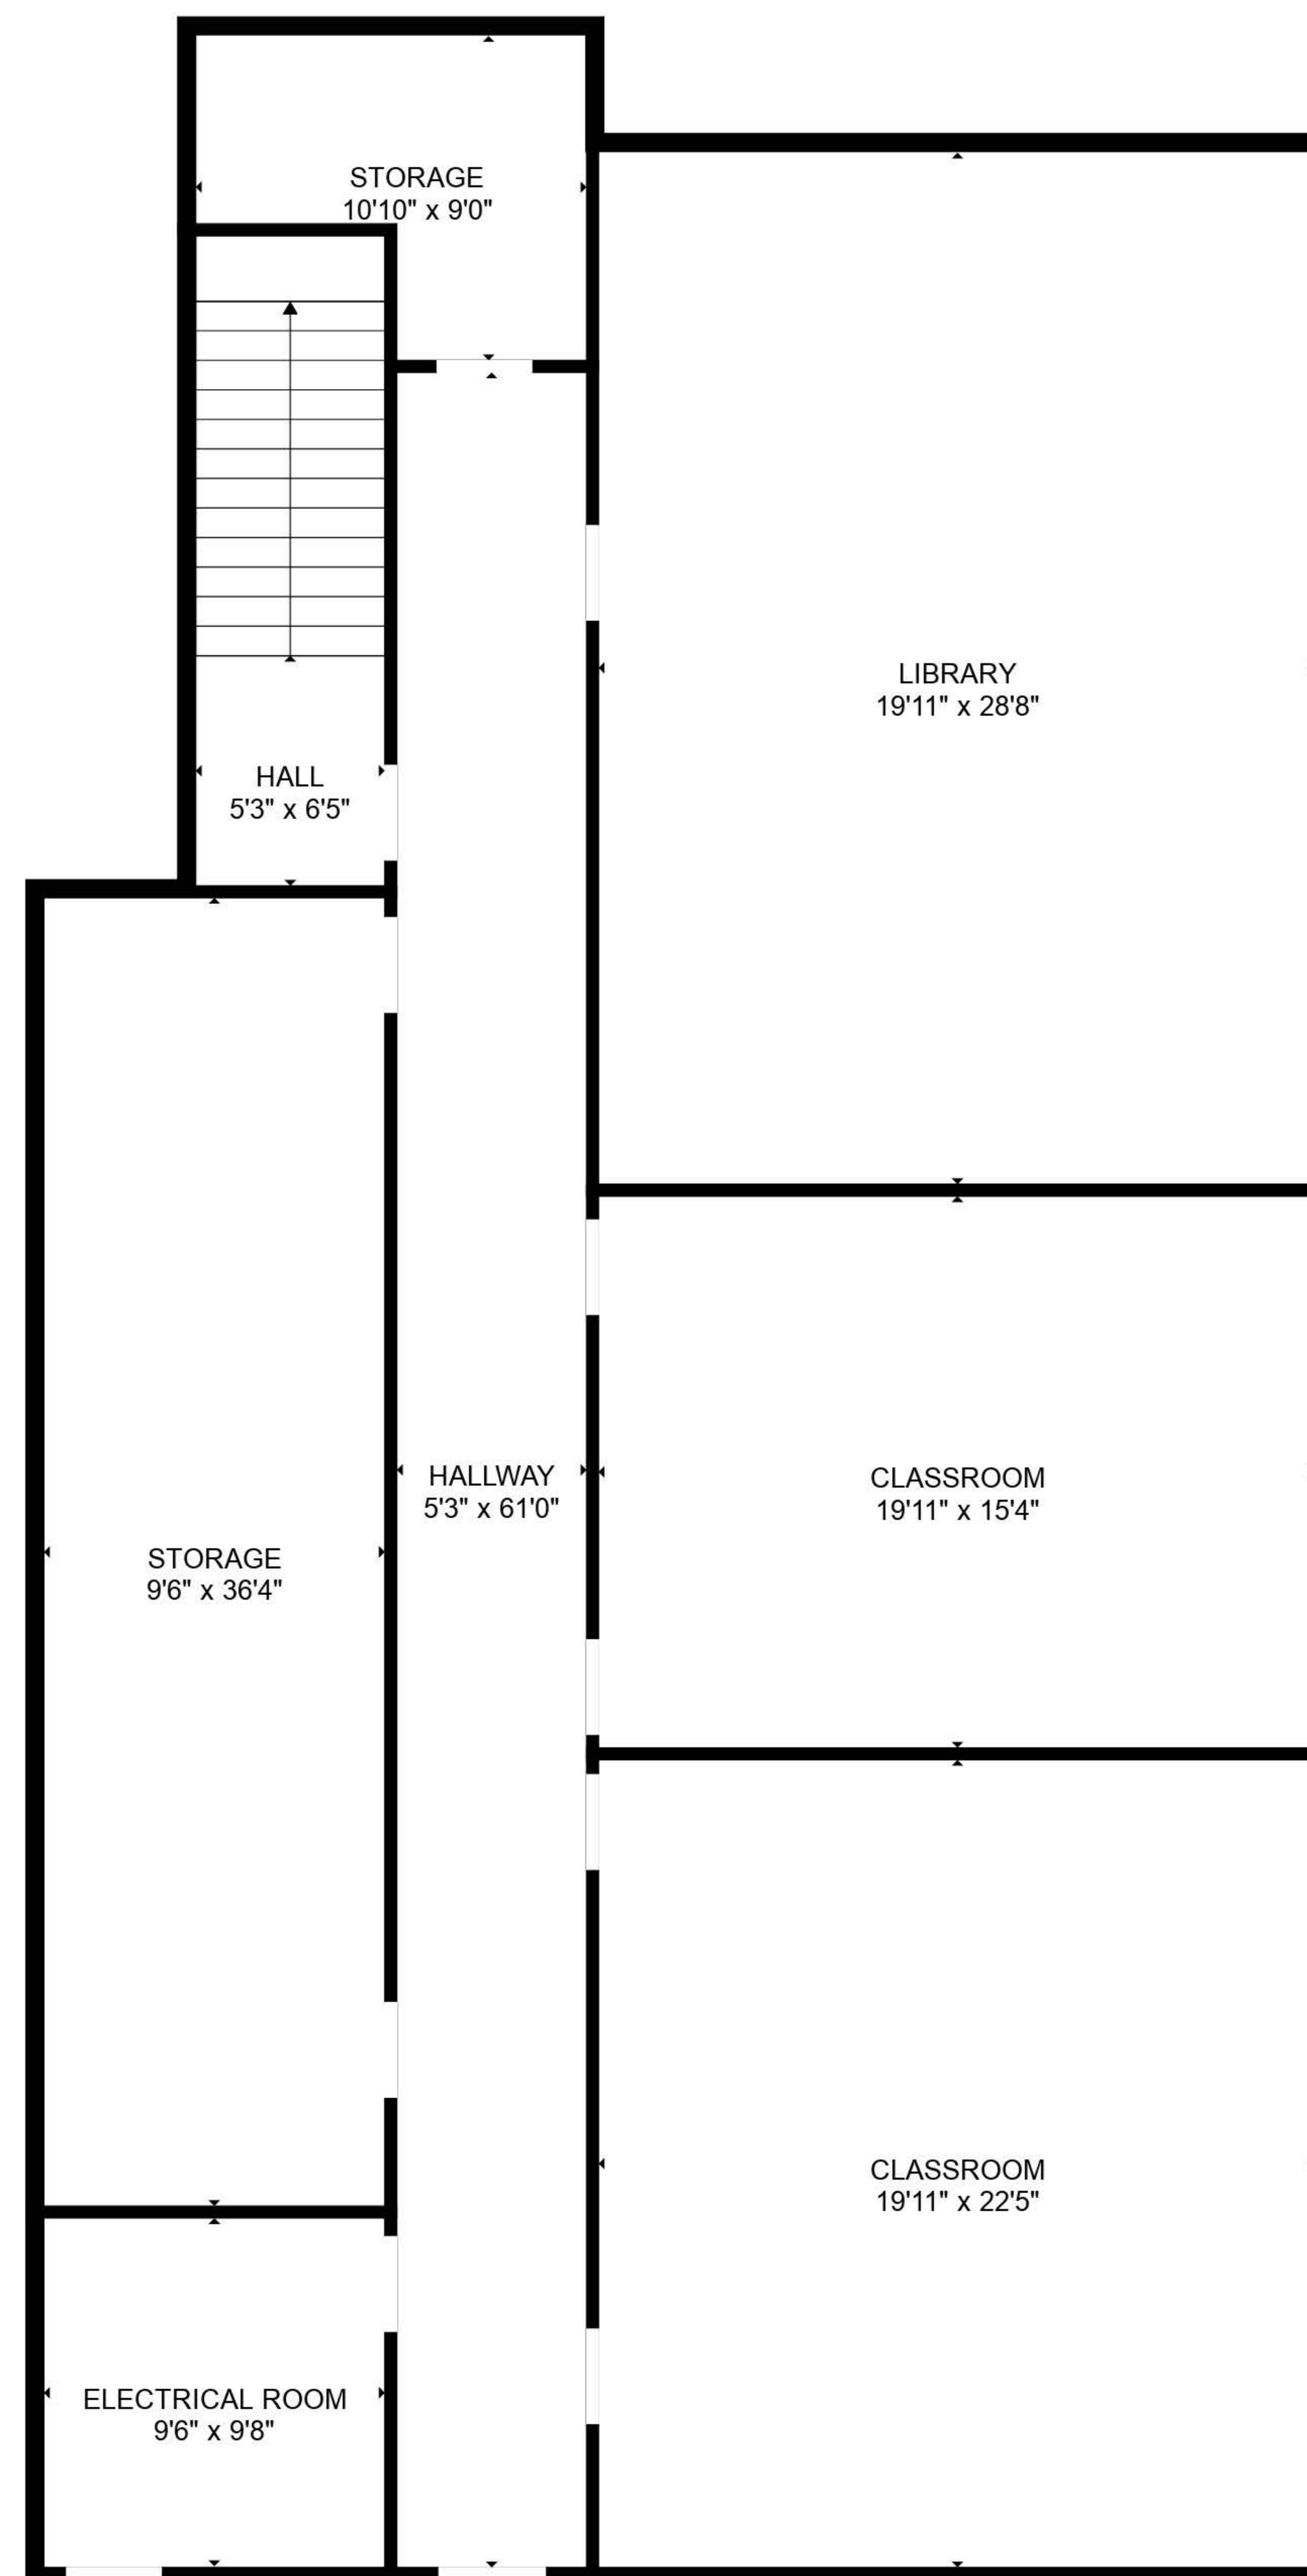 STORAGE
10'10" x 9'0"
LIBRARY
19'11" x 28'8"
HALL
5'3" x 6'5"
HALLWAY
5'3" x 61'0"
CLASSROOM
19'11" x 15'4"
STORAGE
9'6" x 36'4"
CLASSROOM
19'11" x 22'5"
ELECTRICAL ROOM
9'6" x 9'8"